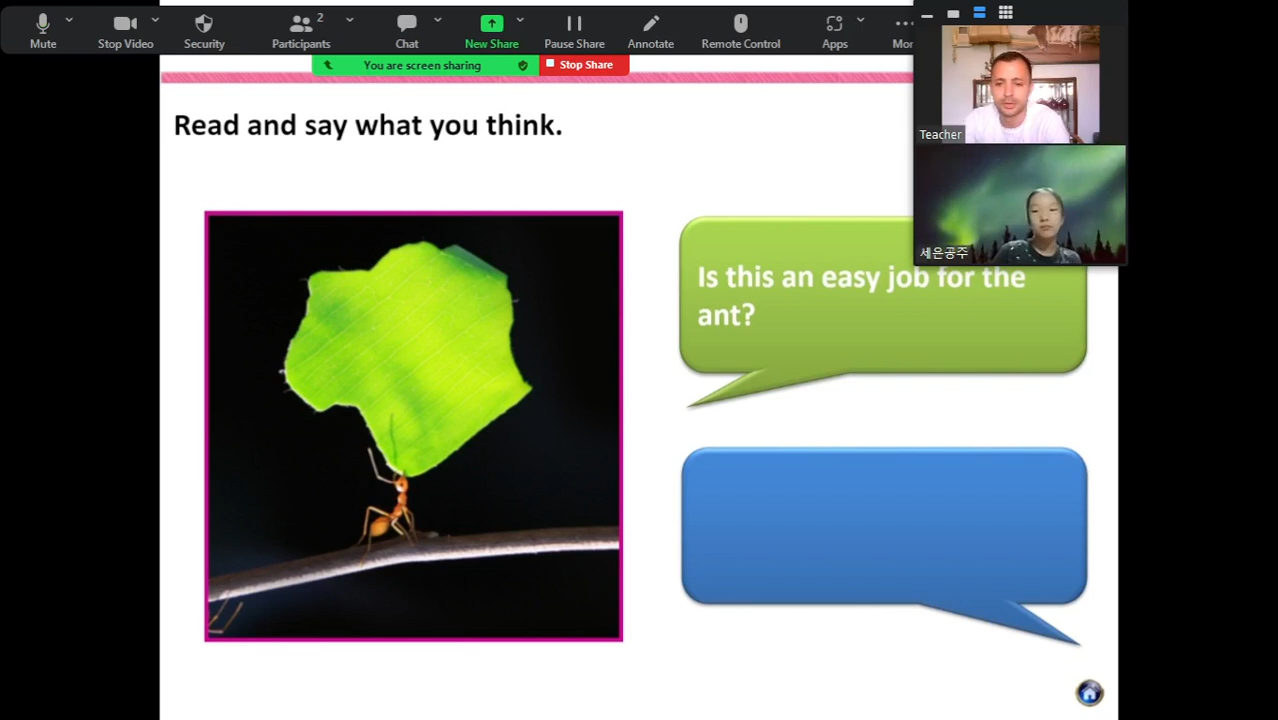 2
Mute
Stop Video
Security
Participants
Chat
New Share
Pause Share
Annotate
Remote Control
Apps
Mor
You are screen sharing
Stop Share
Teacher
세은공주
Read and say what you think.
Is this an easy job for the
ant?